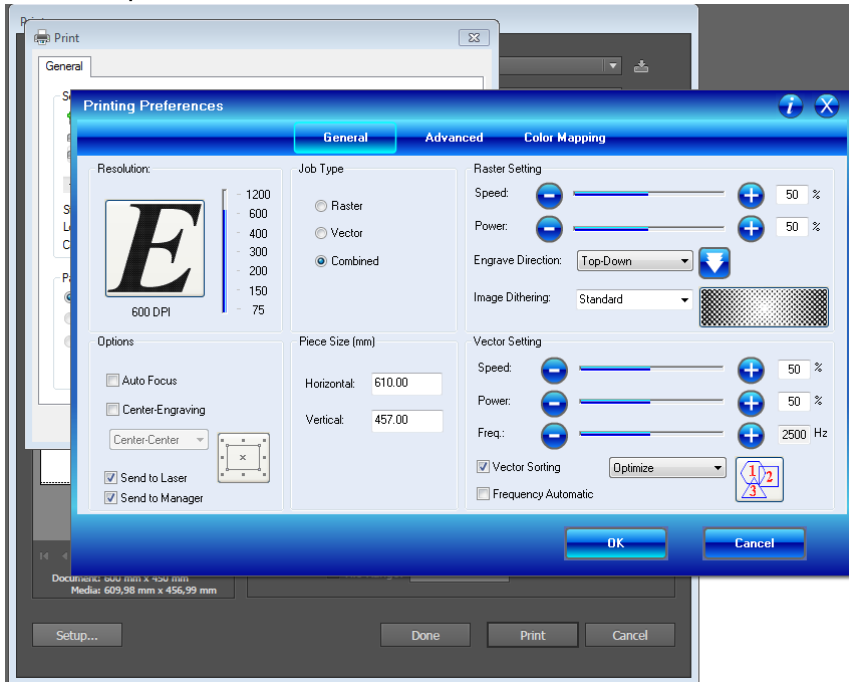 Print
General
Printing Preferences
General Advanced Color Mapping
Resolution:
E
600 DPI
1200
600
400
300
200
150
75
Job Type
Raster
Vector
Combined
Raster Setting
Speed: 50 %
Power: 50 %
Engrave Direction: Top-Down
Image Dithering: Standard
Options
Auto Focus
Center-Engraving
Center-Center
Send to Laser
Send to Manager
Piece Size (mm)
Horizontal: 610.00
Vertical: 457.00
Vector Setting
Speed: 50 %
Power: 50 %
Freq.: 2500 Hz
Vector Sorting Optimize
1 2 3
Frequency Automatic
OK Cancel
Document: 600 mm x 450 mm
Media: 609,98 mm x 456,99 mm
Setup... Done Print Cancel